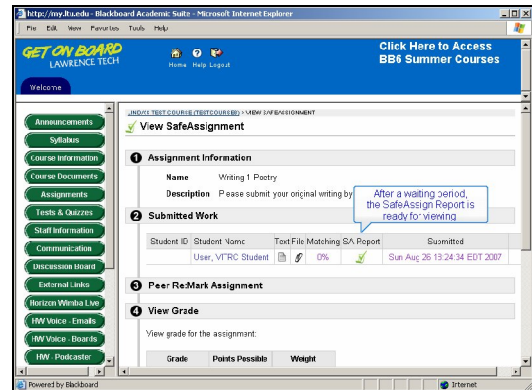 http://my.ltu.edu - Blackboard Academic Suite - Microsoft Internet Explorer
File Edit View Favorites Tools Help
GET ON BOARD
LAWRENCE TECH
Home Help Logout
Click Here to Access
BB6 Summer Courses
Welcome
Announcements
Syllabus
Course Information
Course Documents
Assignments
Tests & Quizzes
Staff Information
Communication
Discussion Board
External Links
Horizon Wimba Live
HW Voice - Emails
HW Voice - Boards
HW - Podcaster
TEST COURSE (TESTCOURSE5) > VIEW SAFEASSIGNMENT
View SafeAssignment
1 Assignment Information
Name Writing 1 Poetry
Description Please submit your original writing by
After a waiting period,
the SafeAssign Report is
ready for viewing
2 Submitted Work
Student ID Student Name Text File Matching SA Report Submitted
User, VITRC Student 0% Sun Aug 26 13:24:34 EDT 2007
3 Peer Re:Mark Assignment
4 View Grade
View grade for the assignment:
Grade Points Possible Weight
Powered by Blackboard
Internet